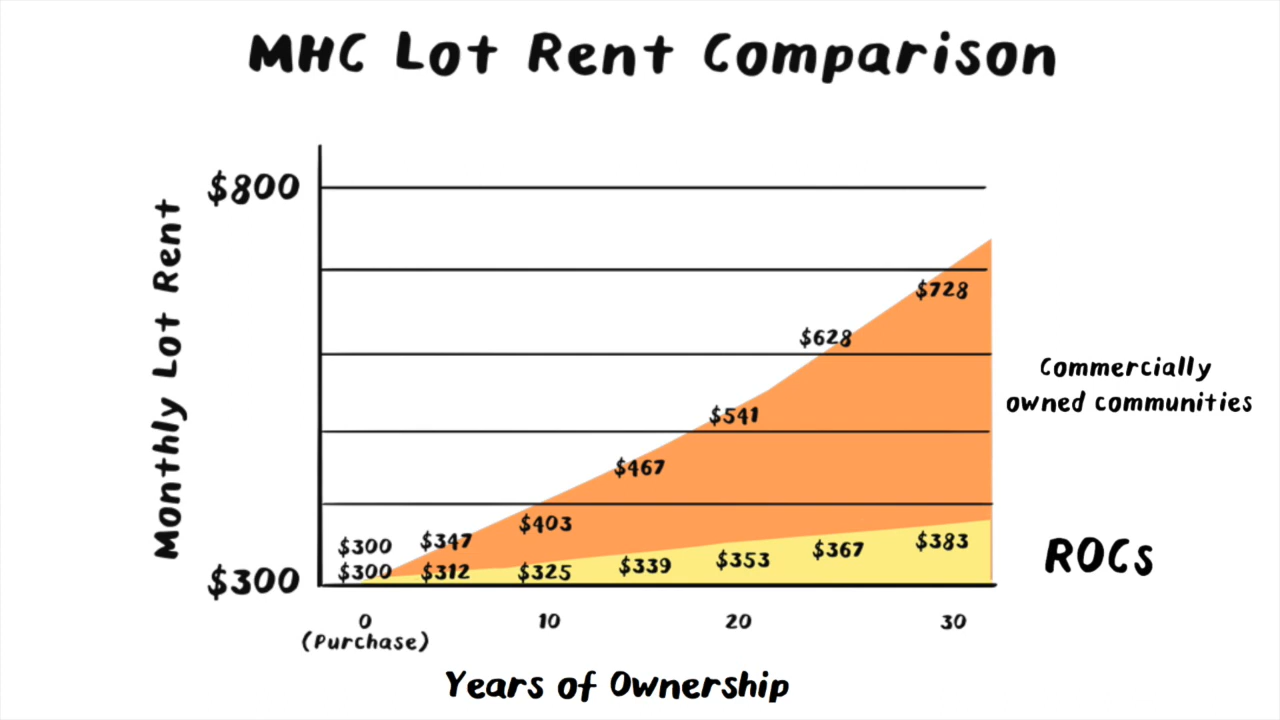 MHC Lot Rent Comparison
$800
Monthly Lot Rent
$728
$628
Commercially
owned communities
$541
$467
$403
$300 $347
$383
ROCs
$300 $312 $325 $339 $353 $367
$300
0 10 20 30
(Purchase)
Years of Ownership